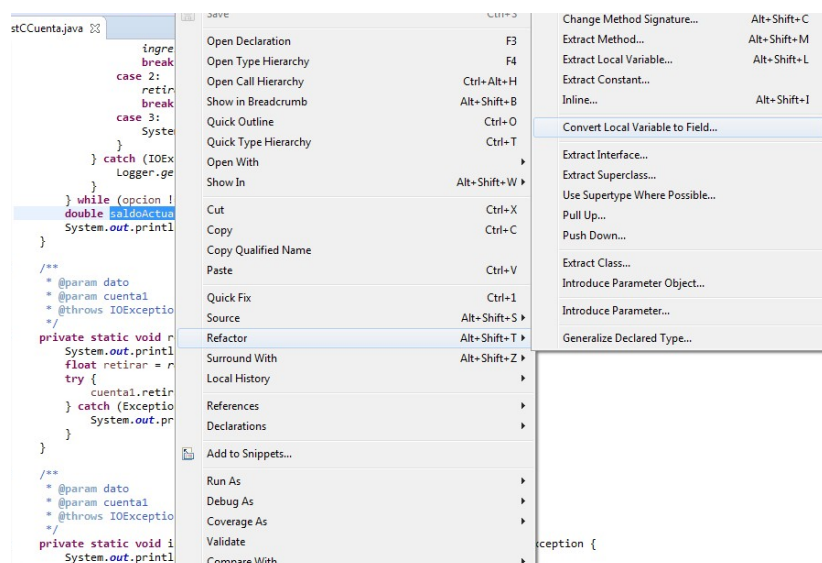 Save Ctrl+S
stCCuenta.java
ingre
break
case 2:
retir
break
case 3:
Syste
}
} catch (IOEx
Logger.ge
}
} while (opcion !
double saldoActua
System.out.printl
}
/**
* @param dato
* @param cuenta1
* @throws IOExceptio
*/
private static void r
System.out.printl
float retirar = r
try {
cuenta1.retir
} catch (Exceptio
System.out.pr
}
}
/**
* @param dato
* @param cuenta1
* @throws IOExceptio
*/
private static void i
xception {
System.out.printl
Open Declaration F3
Open Type Hierarchy F4
Open Call Hierarchy Ctrl+Alt+H
Show in Breadcrumb Alt+Shift+B
Quick Outline Ctrl+O
Quick Type Hierarchy Ctrl+T
Open With
Show In Alt+Shift+W
Cut Ctrl+X
Copy Ctrl+C
Copy Qualified Name
Paste Ctrl+V
Quick Fix Ctrl+1
Source Alt+Shift+S
Refactor Alt+Shift+T
Surround With Alt+Shift+Z
Local History
References
Declarations
Add to Snippets...
Run As
Debug As
Coverage As
Validate
Compare With
Change Method Signature... Alt+Shift+C
Extract Method... Alt+Shift+M
Extract Local Variable... Alt+Shift+L
Extract Constant...
Inline... Alt+Shift+I
Convert Local Variable to Field...
Extract Interface...
Extract Superclass...
Use Supertype Where Possible...
Pull Up...
Push Down...
Extract Class...
Introduce Parameter Object...
Introduce Parameter...
Generalize Declared Type...